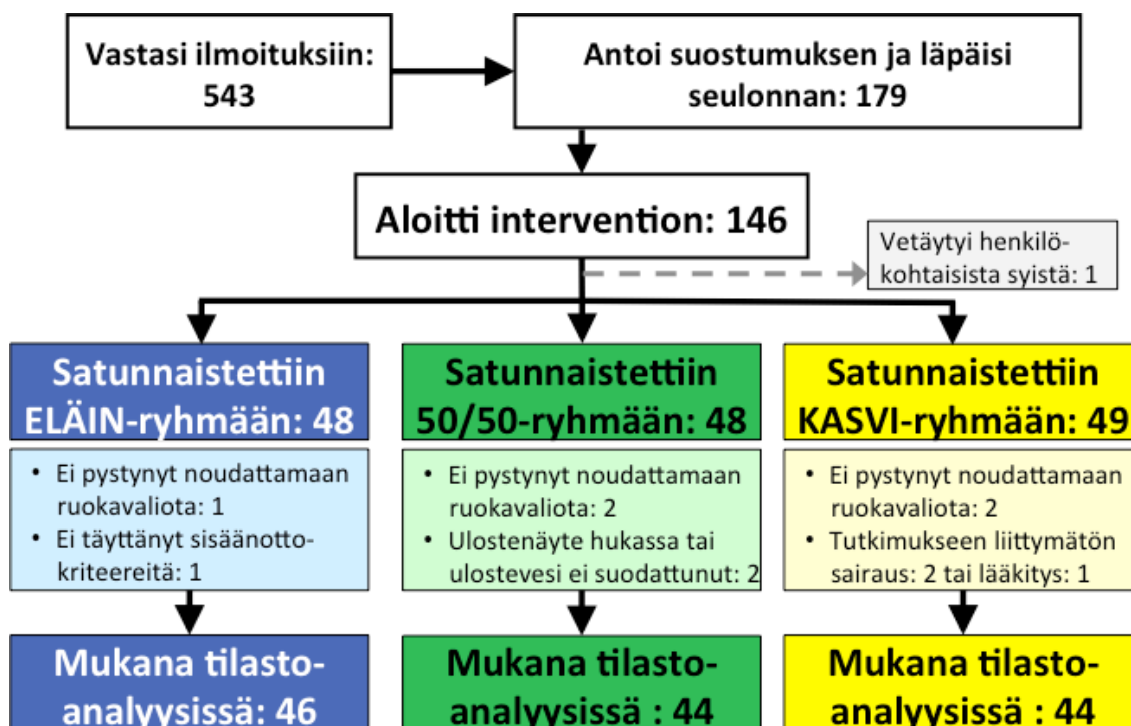 Vastasi ilmoituksiin:
543
Antoi suostumuksen ja läpäisi
seulonnan: 179
Aloitti intervention: 146
Vetäytyi henkilö-
kohtaisista syistä: 1
Satunnaistettiin
ELÄIN-ryhmään: 48
Satunnaistettiin
50/50-ryhmään: 48
Satunnaistettiin
KASVI-ryhmään: 49
• Ei pystynyt noudattamaan
ruokavaliota: 1
• Ei täyttänyt sisäänotto-
kriteereitä: 1
• Ei pystynyt noudattamaan
ruokavaliota: 2
• Ulostenäyte hukassa tai
ulostevesi ei suodattunut: 2
• Ei pystynyt noudattamaan
ruokavaliota: 2
• Tutkimukseen liittymätön
sairaus: 2 tai lääkitys: 1
Mukana tilasto-
analyysissä: 46
Mukana tilasto-
analyysissä : 44
Mukana tilasto-
analyysissä: 44